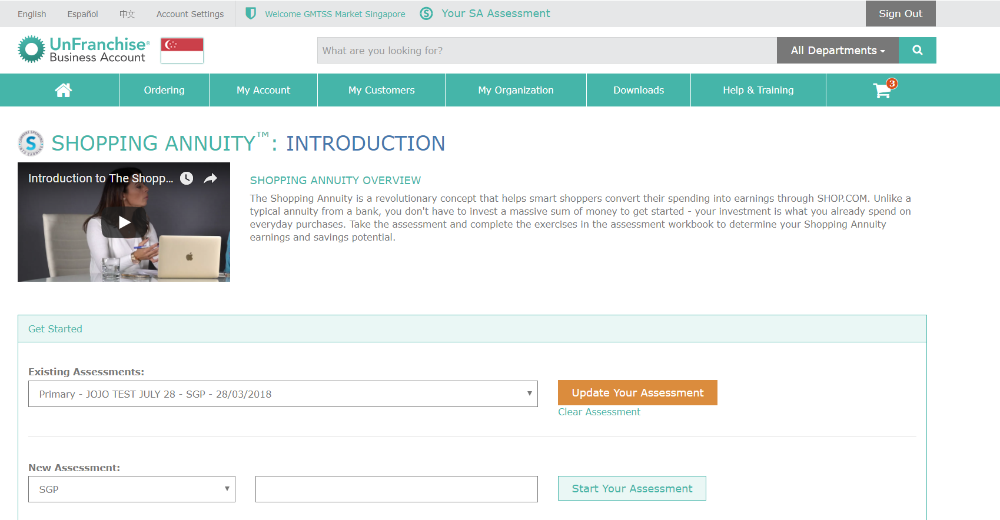 English Español 中文 Account Settings Welcome GMTSS Market Singapore Your SA Assessment Sign Out
UnFranchise®
Business Account
What are you looking for? All Departments
Ordering My Account My Customers My Organization Downloads Help & Training 3
CONVERT SPENDING INTO EARNING
S
SHOPPING ANNUITY™: INTRODUCTION
Introduction to The Shopp...
SHOPPING ANNUITY OVERVIEW
The Shopping Annuity is a revolutionary concept that helps smart shoppers convert their spending into earnings through SHOP.COM. Unlike a
typical annuity from a bank, you don't have to invest a massive sum of money to get started - your investment is what you already spend on
everyday purchases. Take the assessment and complete the exercises in the assessment workbook to determine your Shopping Annuity
earnings and savings potential.
Get Started
Existing Assessments:
Primary - JOJO TEST JULY 28 - SGP - 28/03/2018
Update Your Assessment
Clear Assessment
New Assessment:
SGP
Start Your Assessment